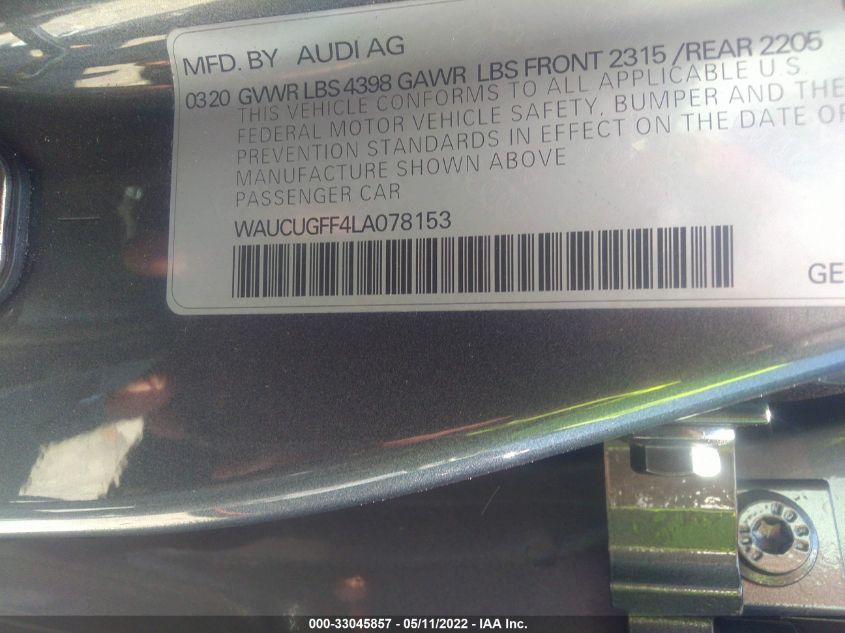 MFD. BY AUDI AG
0320 GVWR LBS 4398 GAWR LBS FRONT 2315 / REAR 2205
THIS VEHICLE CONFORMS TO ALL APPLICABLE U.S
FEDERAL MOTOR VEHICLE SAFETY, BUMPER AND THE
PREVENTION STANDARDS IN EFFECT ON THE DATE OF
MANUFACTURE SHOWN ABOVE
PASSENGER CAR
WAUCUGFF4LA078153
GE
000-33045857 - 05/11/2022 - IAA Inc.